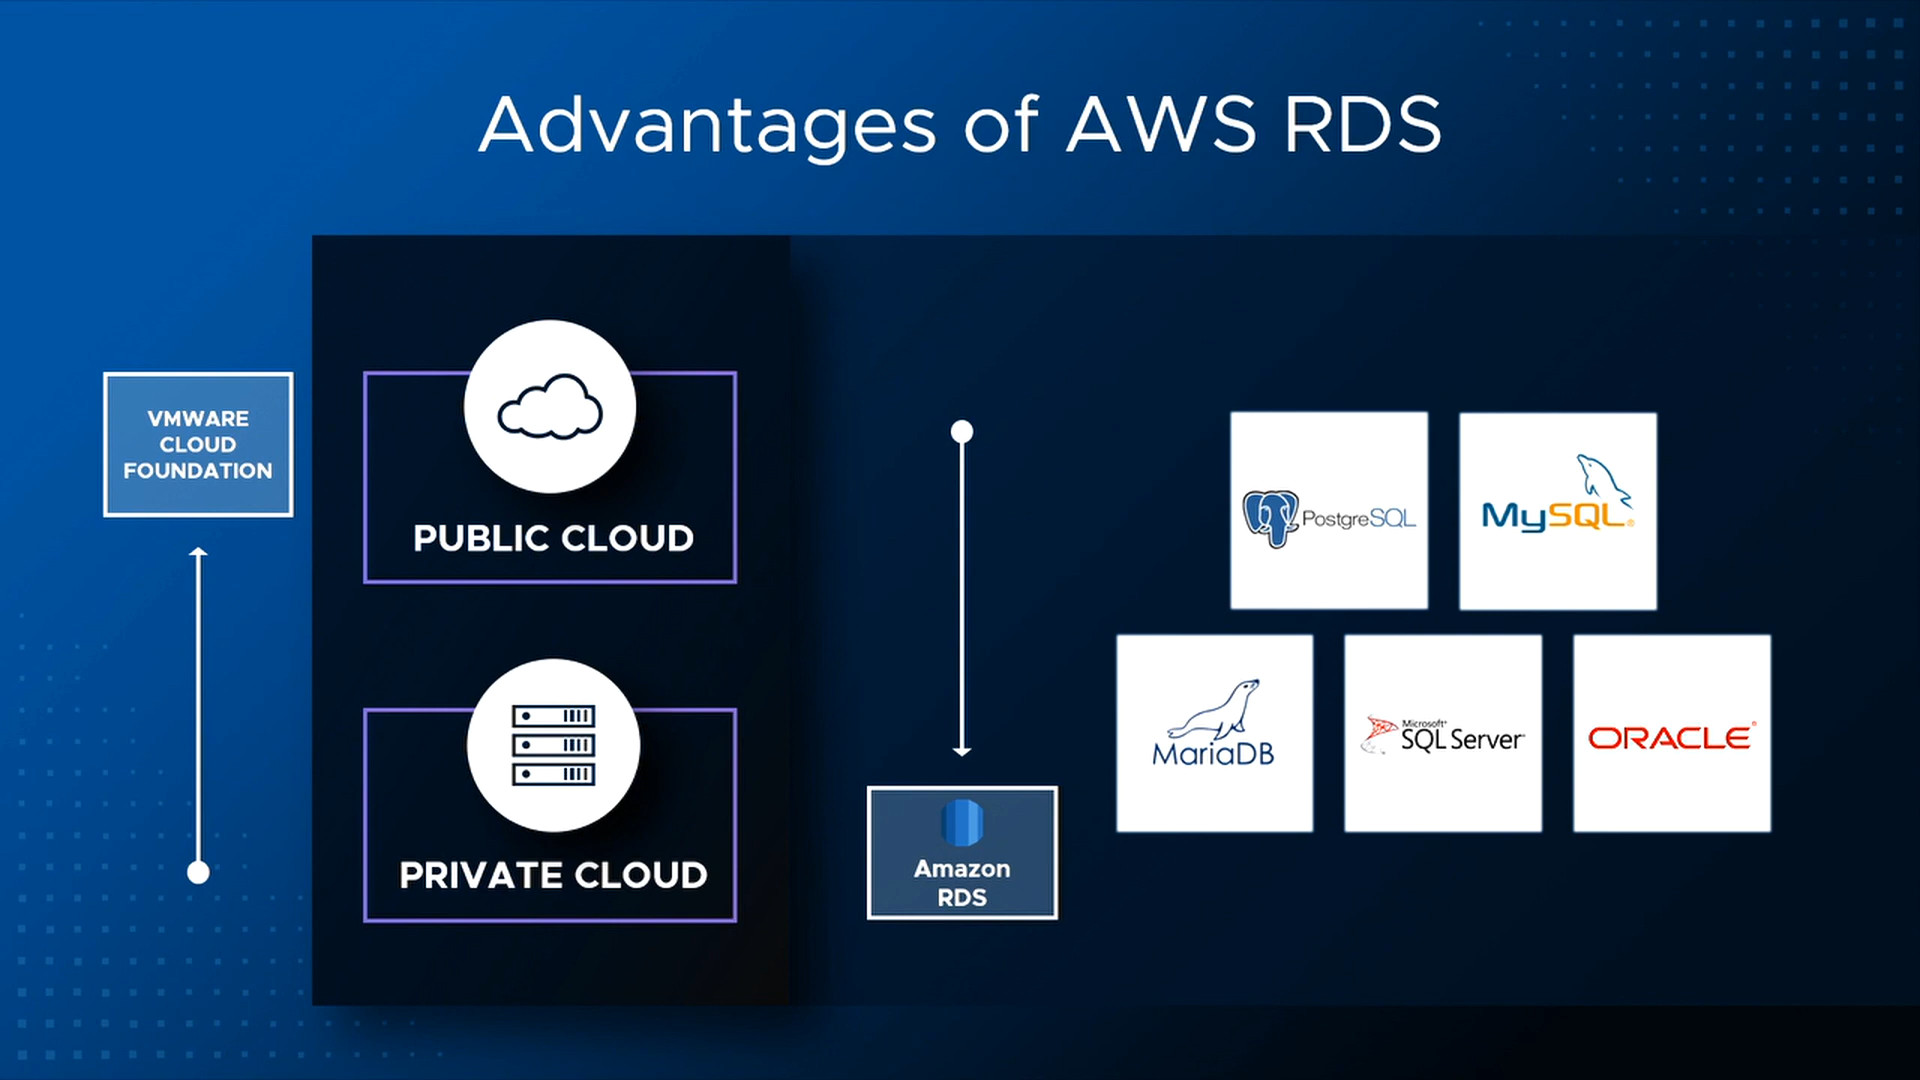 Advantages of AWS RDS
VMWARE
CLOUD
FOUNDATION
PUBLIC CLOUD
PRIVATE CLOUD
Amazon
RDS
PostgreSQL
MySQL®
MariaDB
Microsoft®
SQL Server
ORACLE®